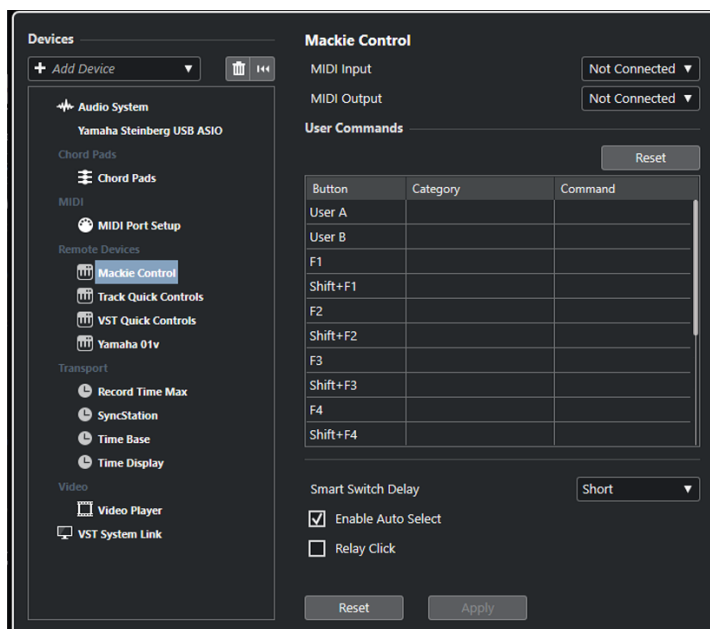 Devices
Add Device
Audio System
Yamaha Steinberg USB ASIO
Chord Pads
Chord Pads
MIDI
MIDI Port Setup
Remote Devices
Mackie Control
Track Quick Controls
VST Quick Controls
Yamaha 01v
Transport
Record Time Max
SyncStation
Time Base
Time Display
Video
Video Player
VST System Link
Mackie Control
MIDI Input Not Connected
MIDI Output Not Connected
User Commands
Reset
Button Category Command
User A
User B
F1
Shift+F1
F2
Shift+F2
F3
Shift+F3
F4
Shift+F4
Smart Switch Delay Short
Enable Auto Select
Relay Click
Reset Apply